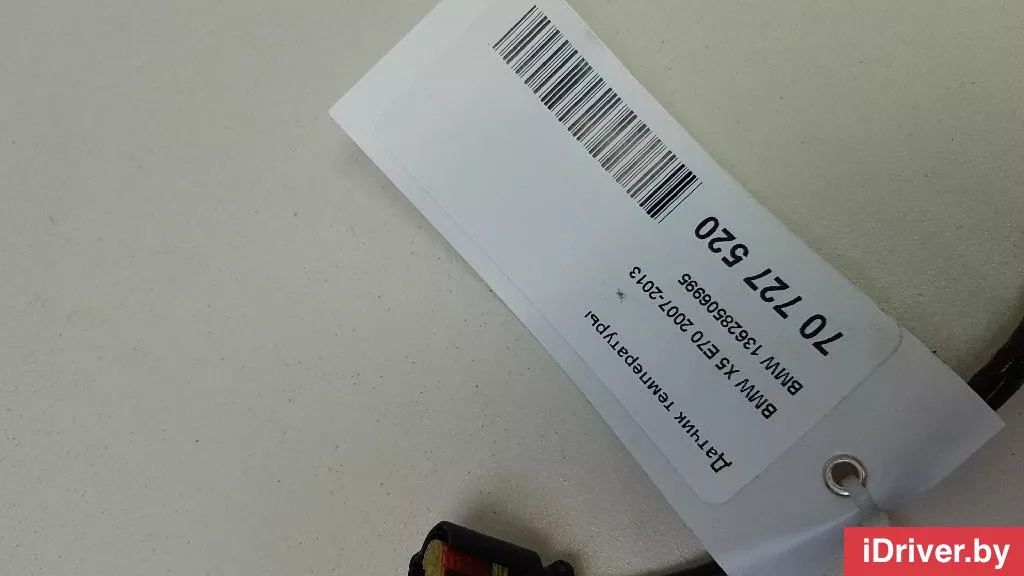 Датчик температуры
BMW X5 E70 2007-2013
BMW 13628506995
70 727 520
iDriver.by